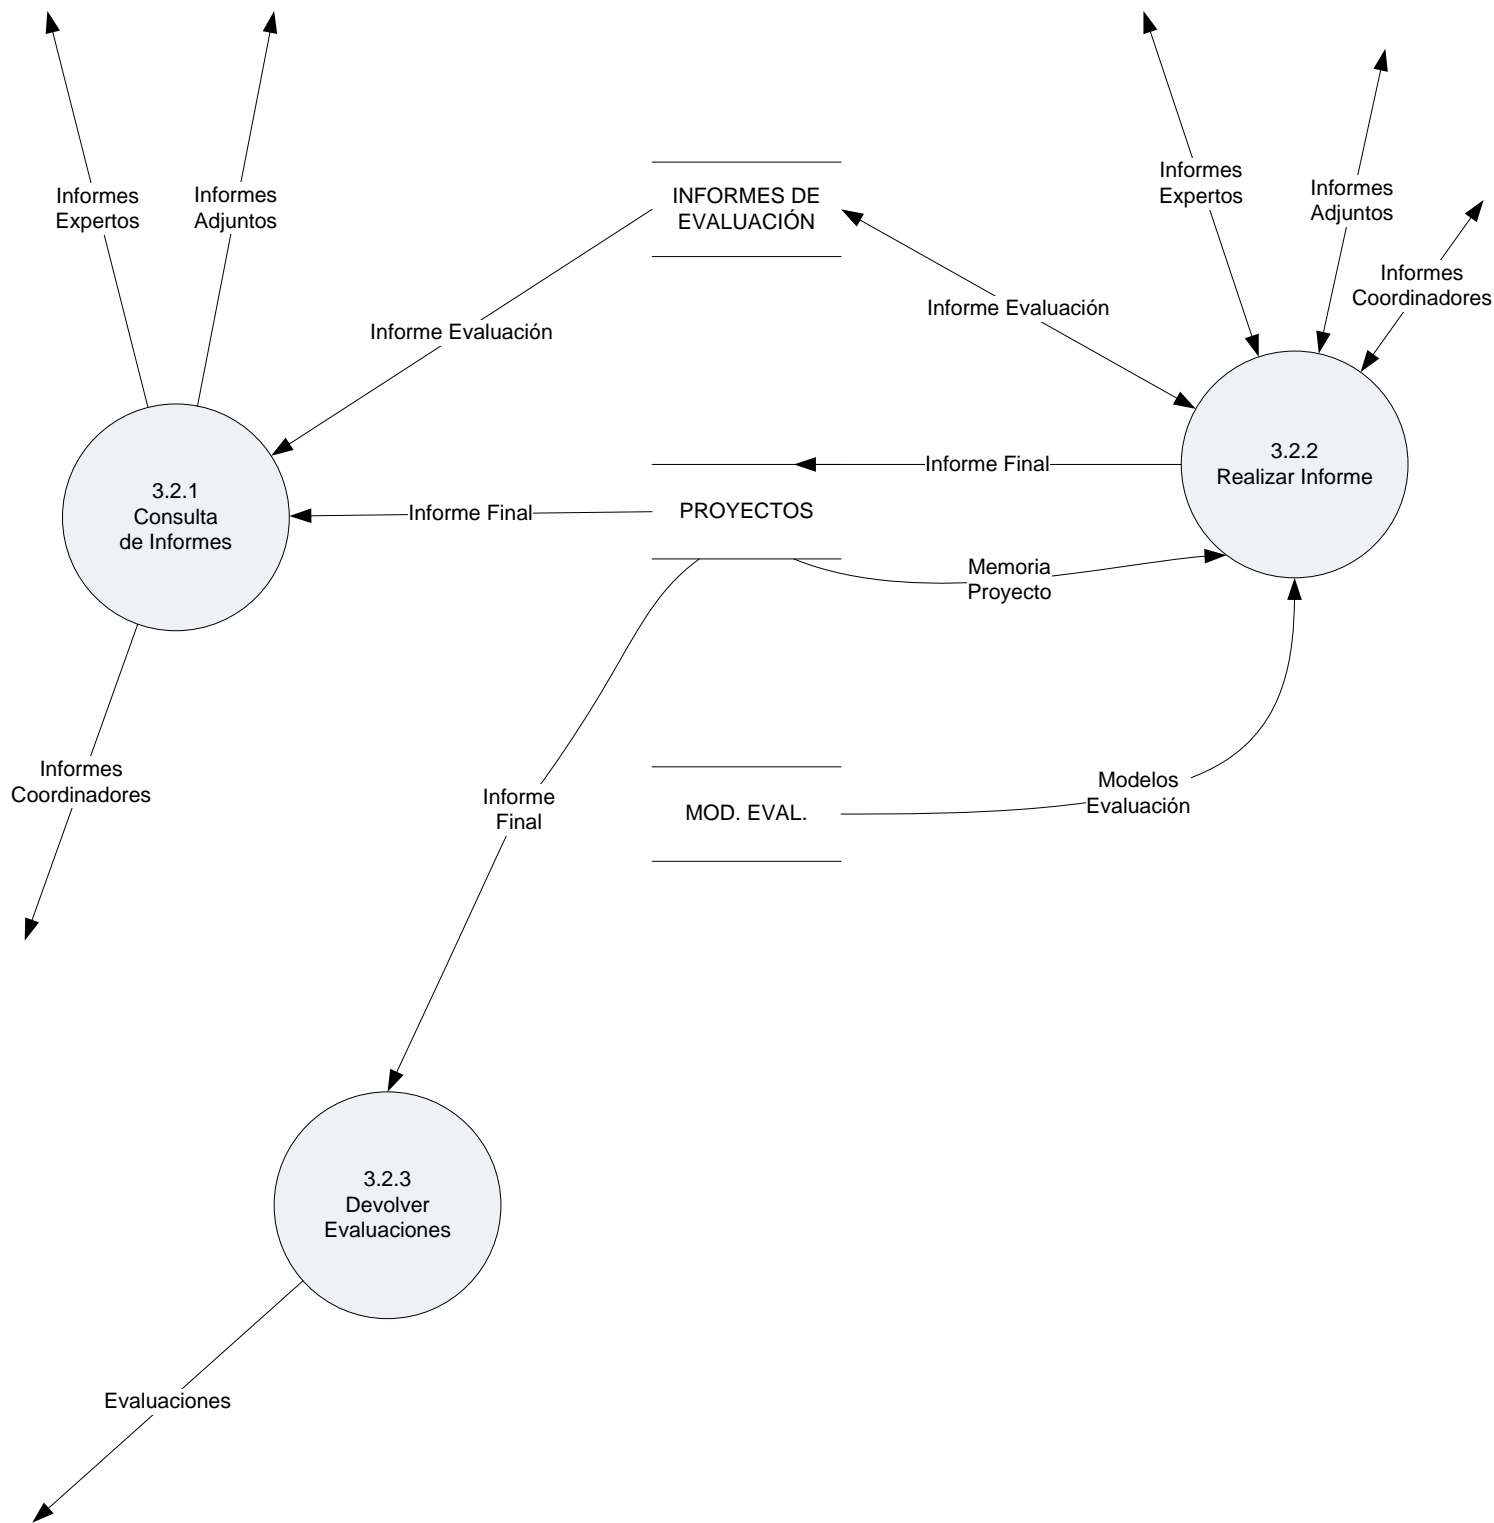 Informes
Expertos
Informes
Adjuntos
INFORMES DE
EVALUACIÓN
Informes
Expertos
Informes
Adjuntos
Informes
Coordinadores
Informe Evaluación
Informe Evaluación
3.2.1
Consulta
de Informes
Informe Final
PROYECTOS
Informe Final
3.2.2
Realizar Informe
Memoria
Proyecto
Informes
Coordinadores
Informe
Final
MOD. EVAL.
Modelos
Evaluación
3.2.3
Devolver
Evaluaciones
Evaluaciones